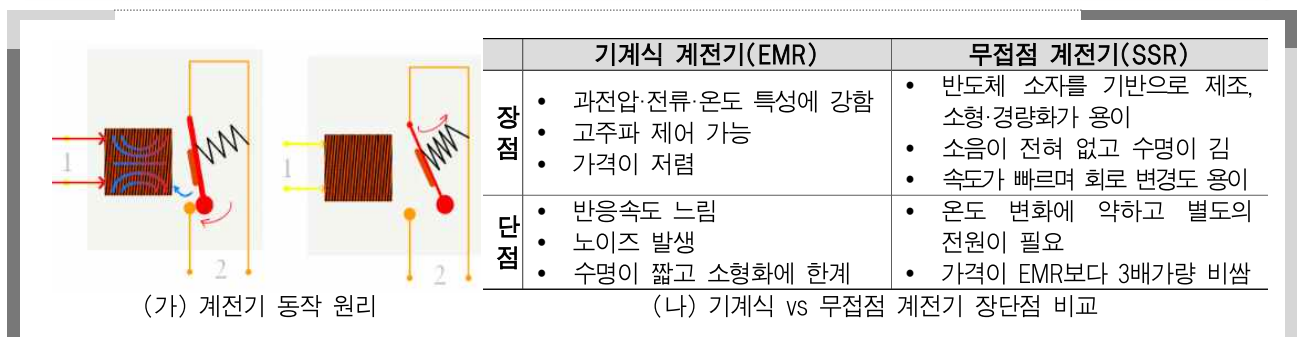 1
2
1
2
(가) 계전기 동작 원리
기계식 계전기(EMR)
무접점 계전기(SSR)
장점
• 과전압·전류·온도 특성에 강함
• 고주파 제어 가능
• 가격이 저렴
• 반도체 소자를 기반으로 제조,
소형·경량화가 용이
• 소음이 전혀 없고 수명이 김
• 속도가 빠르며 회로 변경도 용이
단점
• 반응속도 느림
• 노이즈 발생
• 수명이 짧고 소형화에 한계
• 온도 변화에 약하고 별도의
전원이 필요
• 가격이 EMR보다 3배가량 비쌈
(나) 기계식 vs 무접점 계전기 장단점 비교